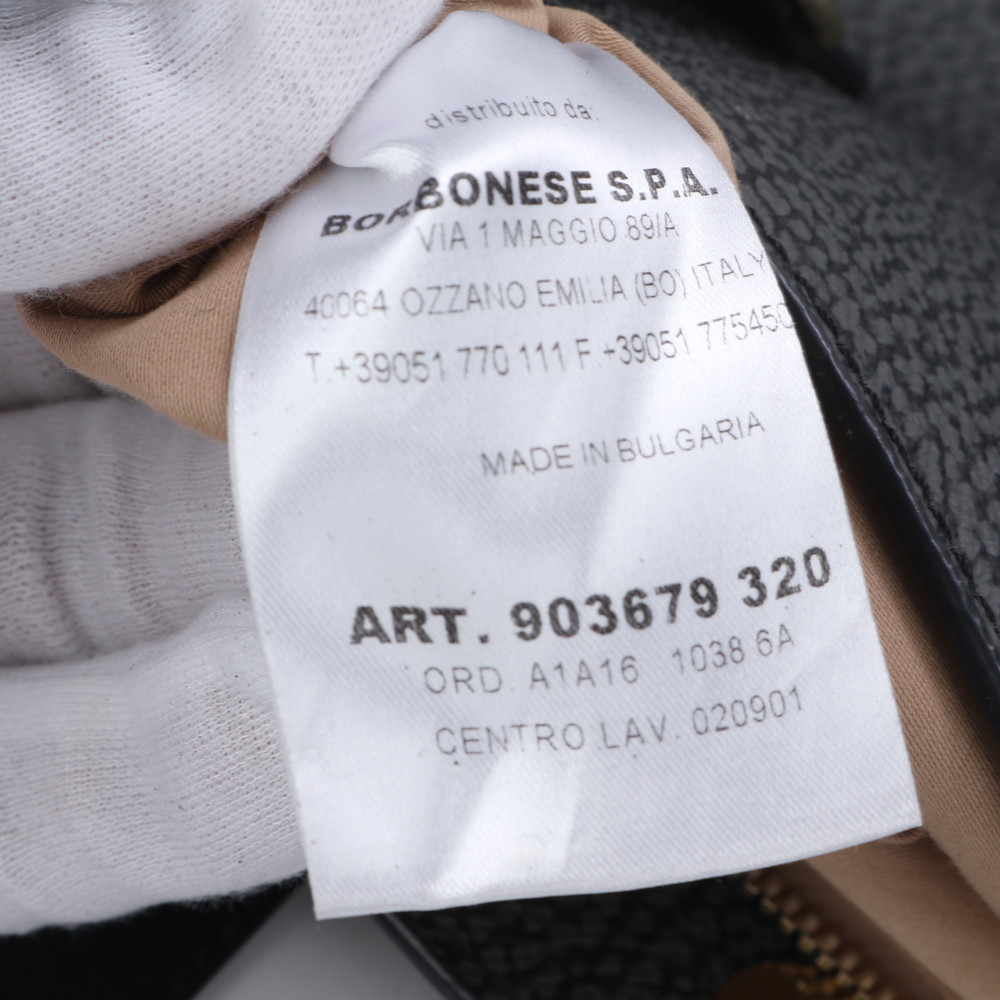 distribuito da:
BORBONESE S.P.A.
VIA 1 MAGGIO 89/A
40064 OZZANO EMILIA (BO) ITALY
T.+39051 770 111 F +39051 775450
MADE IN BULGARIA
ART. 903679 320
ORD. A1A16 1038 6A
CENTRO LAV. 020901